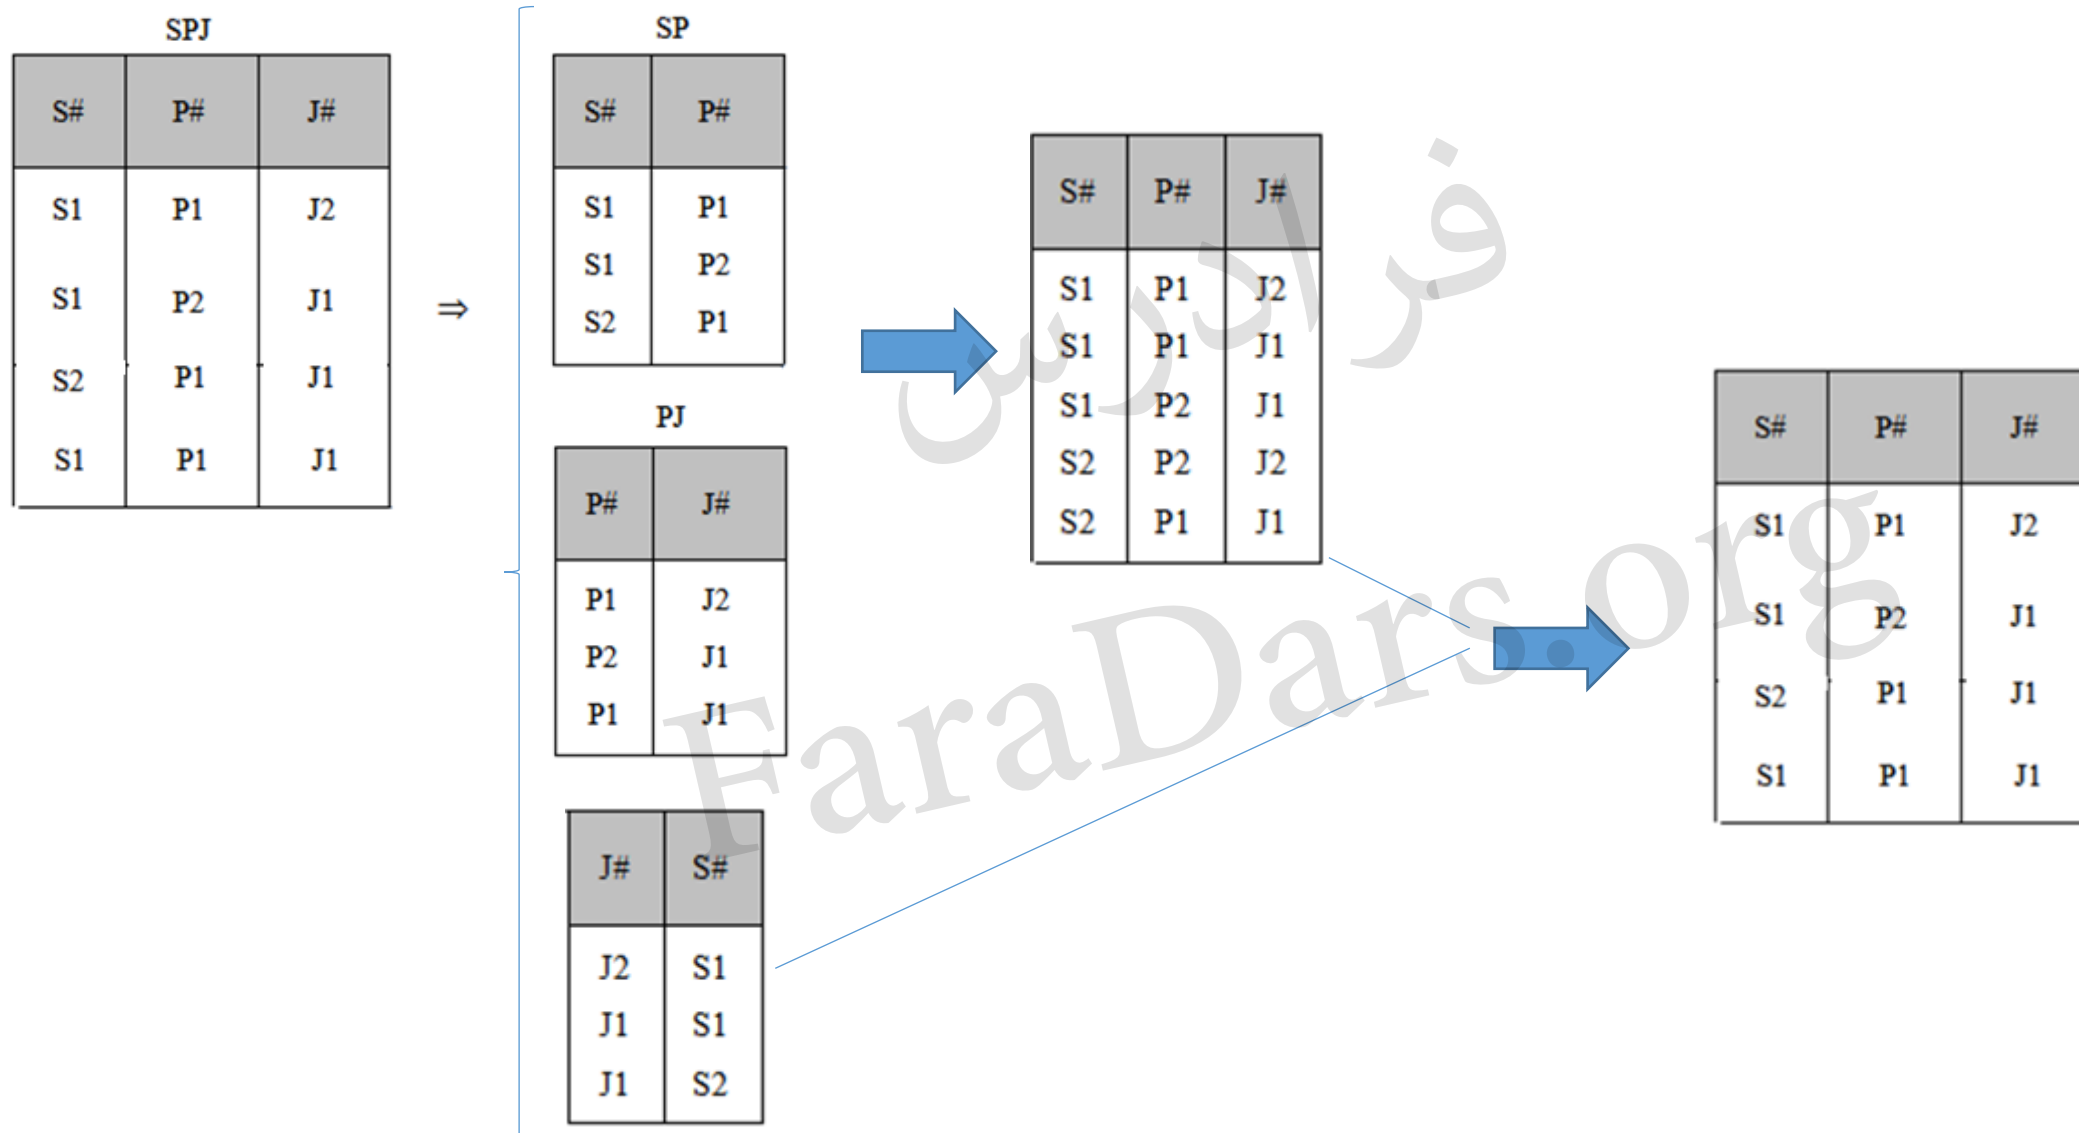 SPJ
S# P# J#
S1 P1 J2
S1 P2 J1
S2 P1 J1
S1 P1 J1
⇒
SP
S# P#
S1 P1
S1 P2
S2 P1
PJ
P# J#
P1 J2
P2 J1
P1 J1
J# S#
J2 S1
J1 S1
J1 S2
S# P# J#
S1 P1 J2
S1 P1 J1
S1 P2 J1
S2 P2 J2
S2 P1 J1
S# P# J#
S1 P1 J2
S1 P2 J1
S2 P1 J1
S1 P1 J1
فرادرس
FaraDars.org